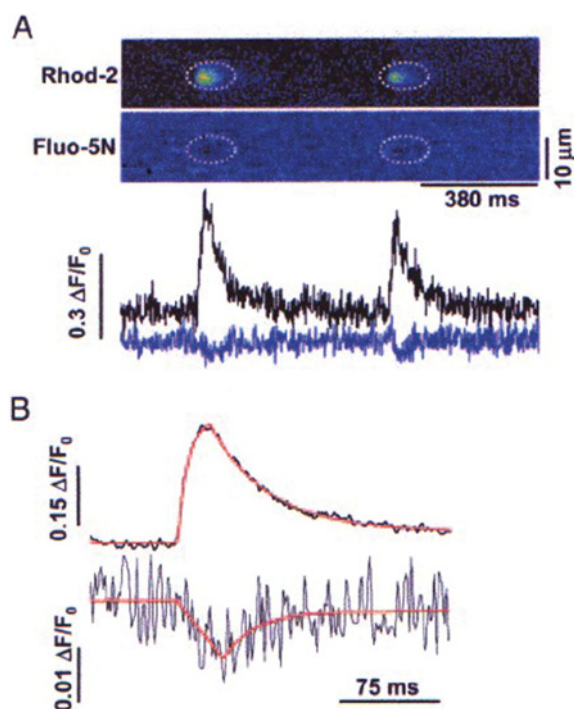 A
Rhod-2
Fluo-5N
10 µm
380 ms
0.3 ΔF/F₀
B
0.15 ΔF/F₀
0.01 ΔF/F₀
75 ms